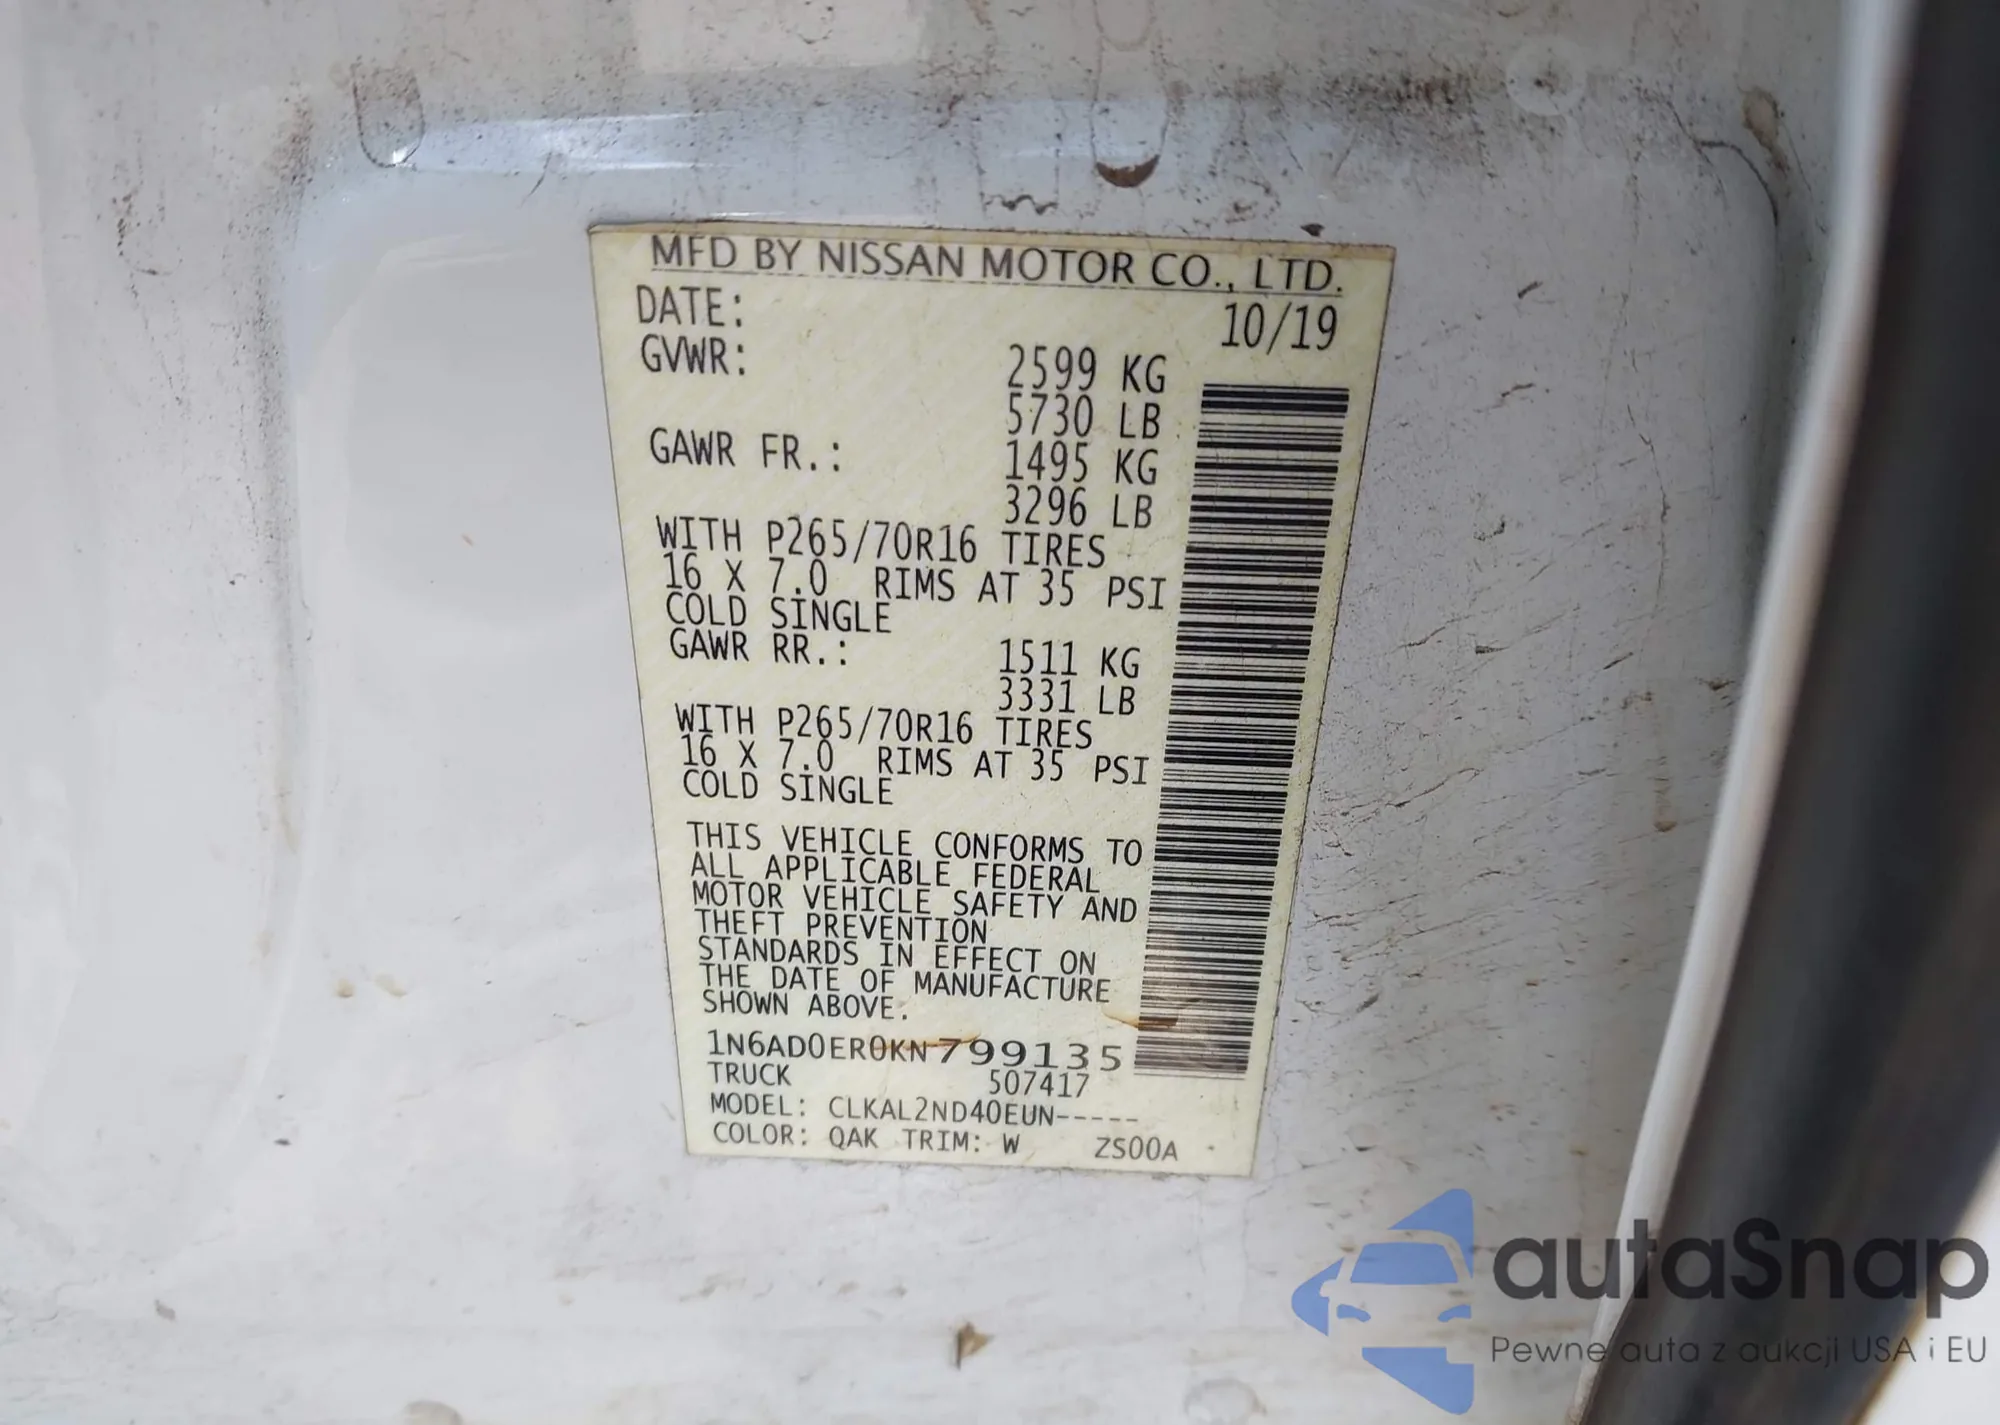 MFD BY NISSAN MOTOR CO., LTD.
DATE: 10/19
GVWR: 2599 KG
5730 LB
GAWR FR.: 1495 KG
3296 LB
WITH P265/70R16 TIRES
16 X 7.0 RIMS AT 35 PSI
COLD SINGLE
GAWR RR.: 1511 KG
3331 LB
WITH P265/70R16 TIRES
16 X 7.0 RIMS AT 35 PSI
COLD SINGLE
THIS VEHICLE CONFORMS TO
ALL APPLICABLE FEDERAL
MOTOR VEHICLE SAFETY AND
THEFT PREVENTION
STANDARDS IN EFFECT ON
THE DATE OF MANUFACTURE
SHOWN ABOVE.
1N6AD0ER0KN799135
TRUCK 507417
MODEL: CLKAL2ND40EUN-----
COLOR: QAK TRIM: W ZS00A
autaSnap
Pewne auta z aukcji USA i EU